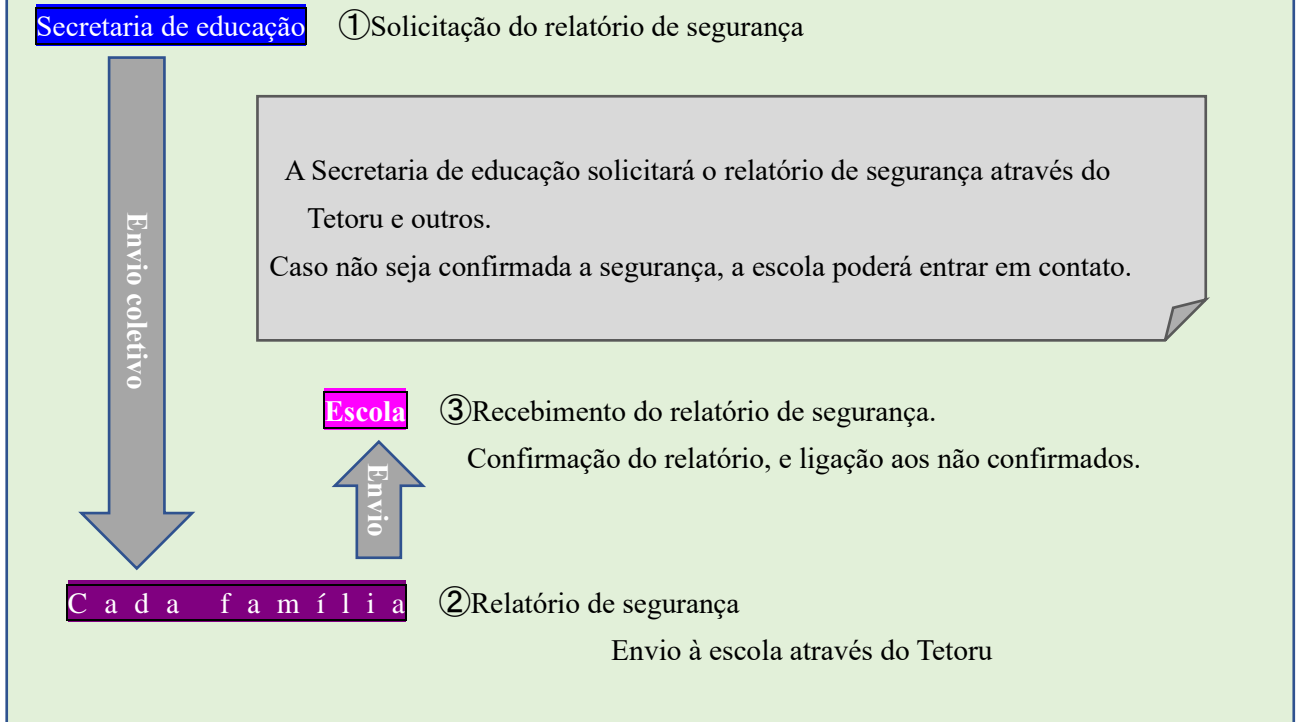 Secretaria de educação ①Solicitação do relatório de segurança
A Secretaria de educação solicitará o relatório de segurança através do
Tetoru e outros.
Caso não seja confirmada a segurança, a escola poderá entrar em contato.
Envio coletivo
Escola ③Recebimento do relatório de segurança.
Confirmação do relatório, e ligação aos não confirmados.
Envio
Cada família ②Relatório de segurança
Envio à escola através do Tetoru